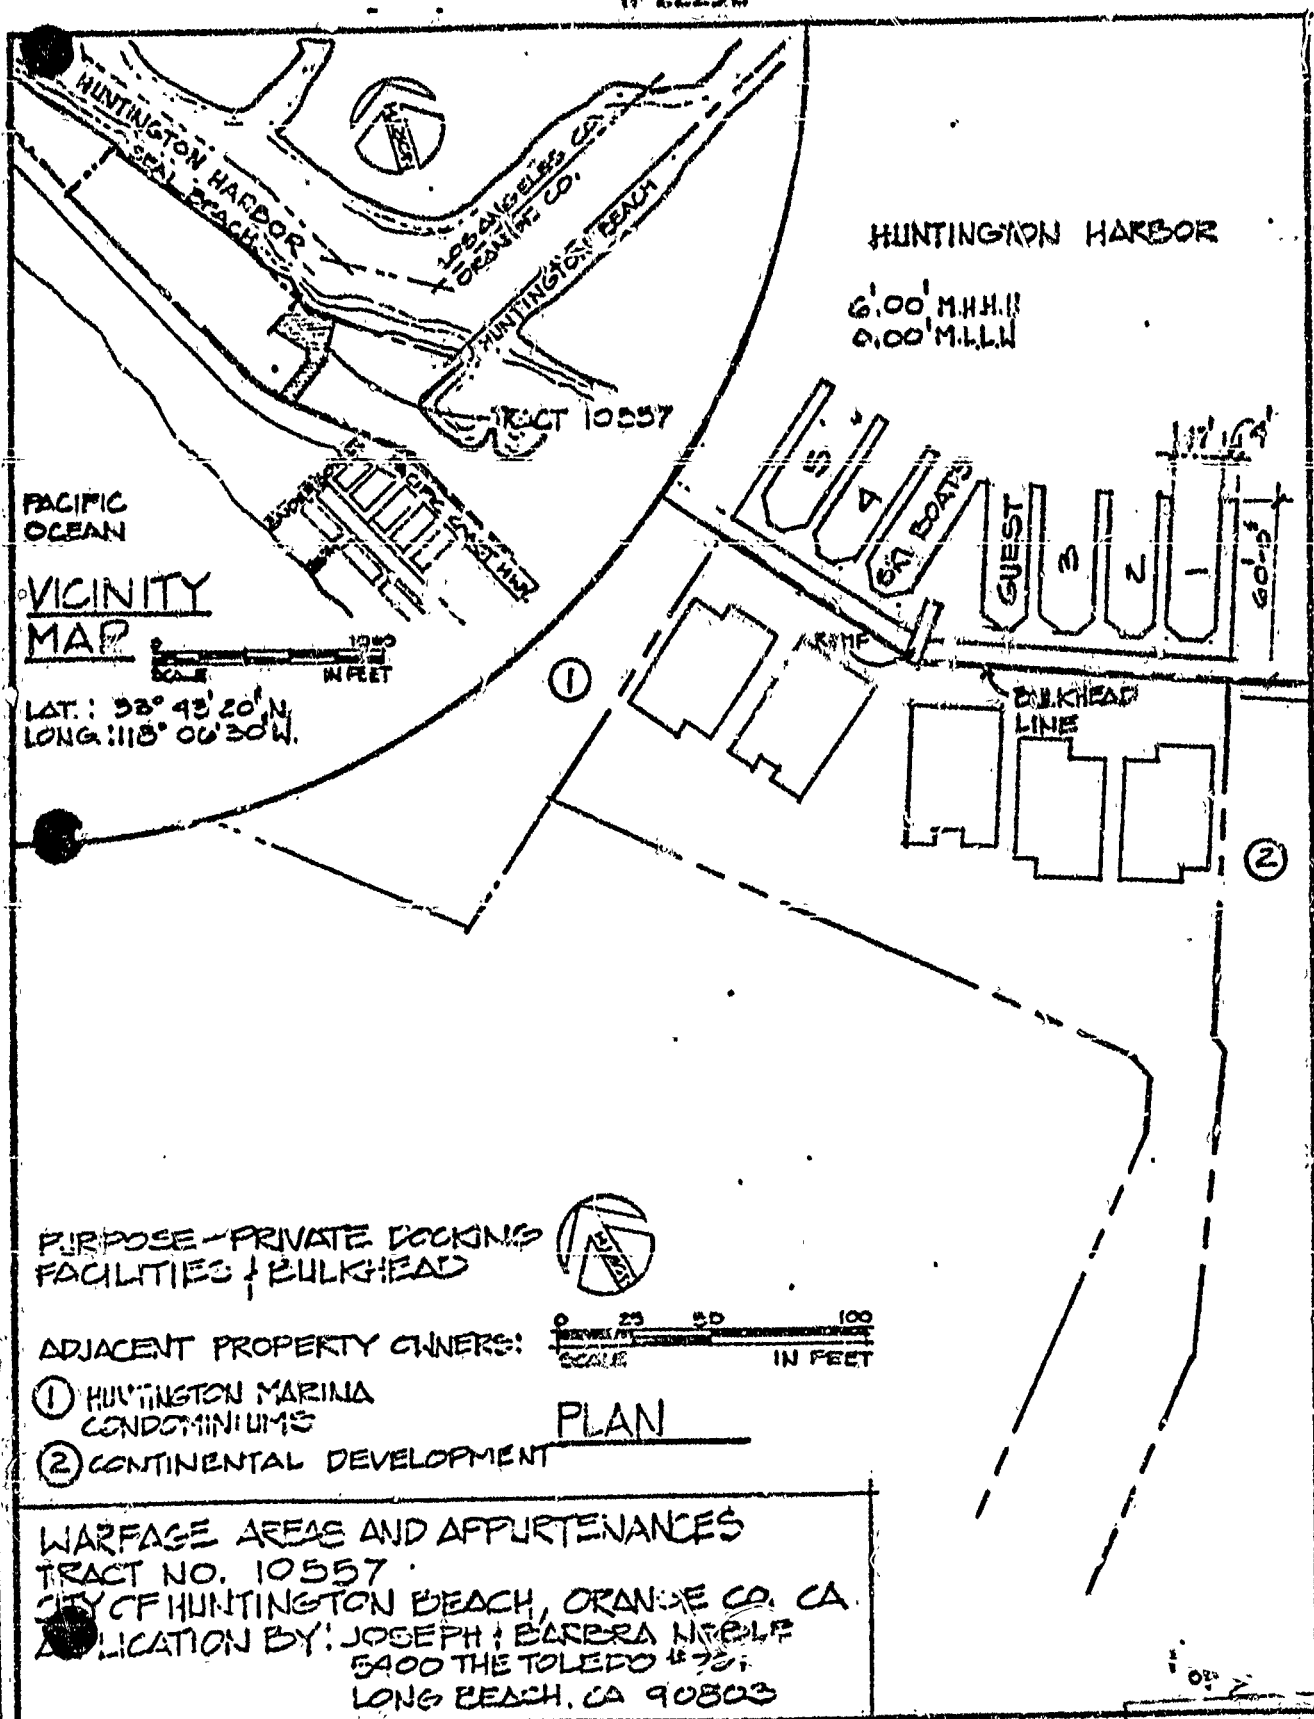 HUNTINGTON HARBOR
SEAL BEACH
LOS ANGELES CO.
ORANGE CO.
HUNTINGTON BEACH
TRACT 10557
PACIFIC
OCEAN
VICINITY
MAP
SCALE
IN FEET
LAT.: 33° 43' 20" N.
LONG.: 118° 06' 30" W.
HUNTINGTON HARBOR
6.00' M.H.H.W
0.00' M.L.L.W
5
4
SKI BOATS
GUEST
3
2
1
17'
RAMP
BULKHEAD
LINE
1
2
PURPOSE - PRIVATE DOCKING
FACILITIES & BULKHEAD
0 25 50 100
SCALE IN FEET
ADJACENT PROPERTY OWNERS:
1 HUNTINGTON MARINA
CONDOMINIUMS
2 CONTINENTAL DEVELOPMENT
PLAN
WARFAGE AREAS AND APPURTENANCES
TRACT NO. 10557
CITY OF HUNTINGTON BEACH, ORANGE CO. CA.
APPLICATION BY: JOSEPH & BARBRA NOBLE
5400 THE TOLEDO
LONG BEACH, CA 90803